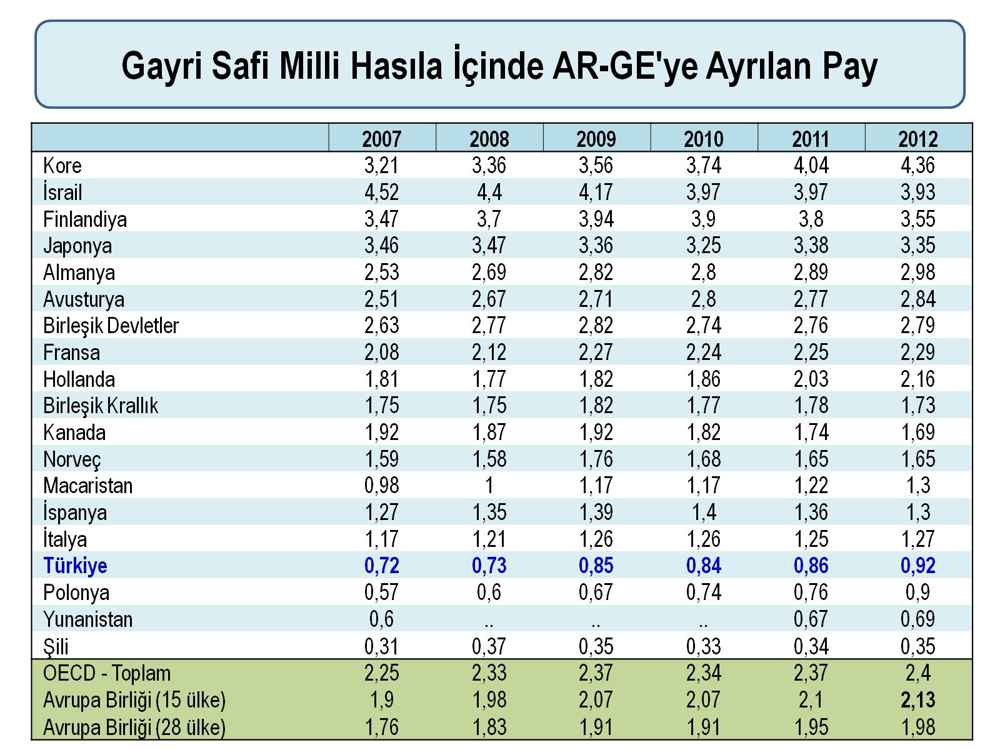 Gayri Safi Milli Hasıla İçinde AR-GE'ye Ayrılan Pay
2007 2008 2009 2010 2011 2012
Kore 3,21 3,36 3,56 3,74 4,04 4,36
İsrail 4,52 4,4 4,17 3,97 3,97 3,93
Finlandiya 3,47 3,7 3,94 3,9 3,8 3,55
Japonya 3,46 3,47 3,36 3,25 3,38 3,35
Almanya 2,53 2,69 2,82 2,8 2,89 2,98
Avusturya 2,51 2,67 2,71 2,8 2,77 2,84
Birleşik Devletler 2,63 2,77 2,82 2,74 2,76 2,79
Fransa 2,08 2,12 2,27 2,24 2,25 2,29
Hollanda 1,81 1,77 1,82 1,86 2,03 2,16
Birleşik Krallık 1,75 1,75 1,82 1,77 1,78 1,73
Kanada 1,92 1,87 1,92 1,82 1,74 1,69
Norveç 1,59 1,58 1,76 1,68 1,65 1,65
Macaristan 0,98 1 1,17 1,17 1,22 1,3
İspanya 1,27 1,35 1,39 1,4 1,36 1,3
İtalya 1,17 1,21 1,26 1,26 1,25 1,27
Türkiye 0,72 0,73 0,85 0,84 0,86 0,92
Polonya 0,57 0,6 0,67 0,74 0,76 0,9
Yunanistan 0,6 .. .. .. 0,67 0,69
Şili 0,31 0,37 0,35 0,33 0,34 0,35
OECD - Toplam 2,25 2,33 2,37 2,34 2,37 2,4
Avrupa Birliği (15 ülke) 1,9 1,98 2,07 2,07 2,1 2,13
Avrupa Birliği (28 ülke) 1,76 1,83 1,91 1,91 1,95 1,98